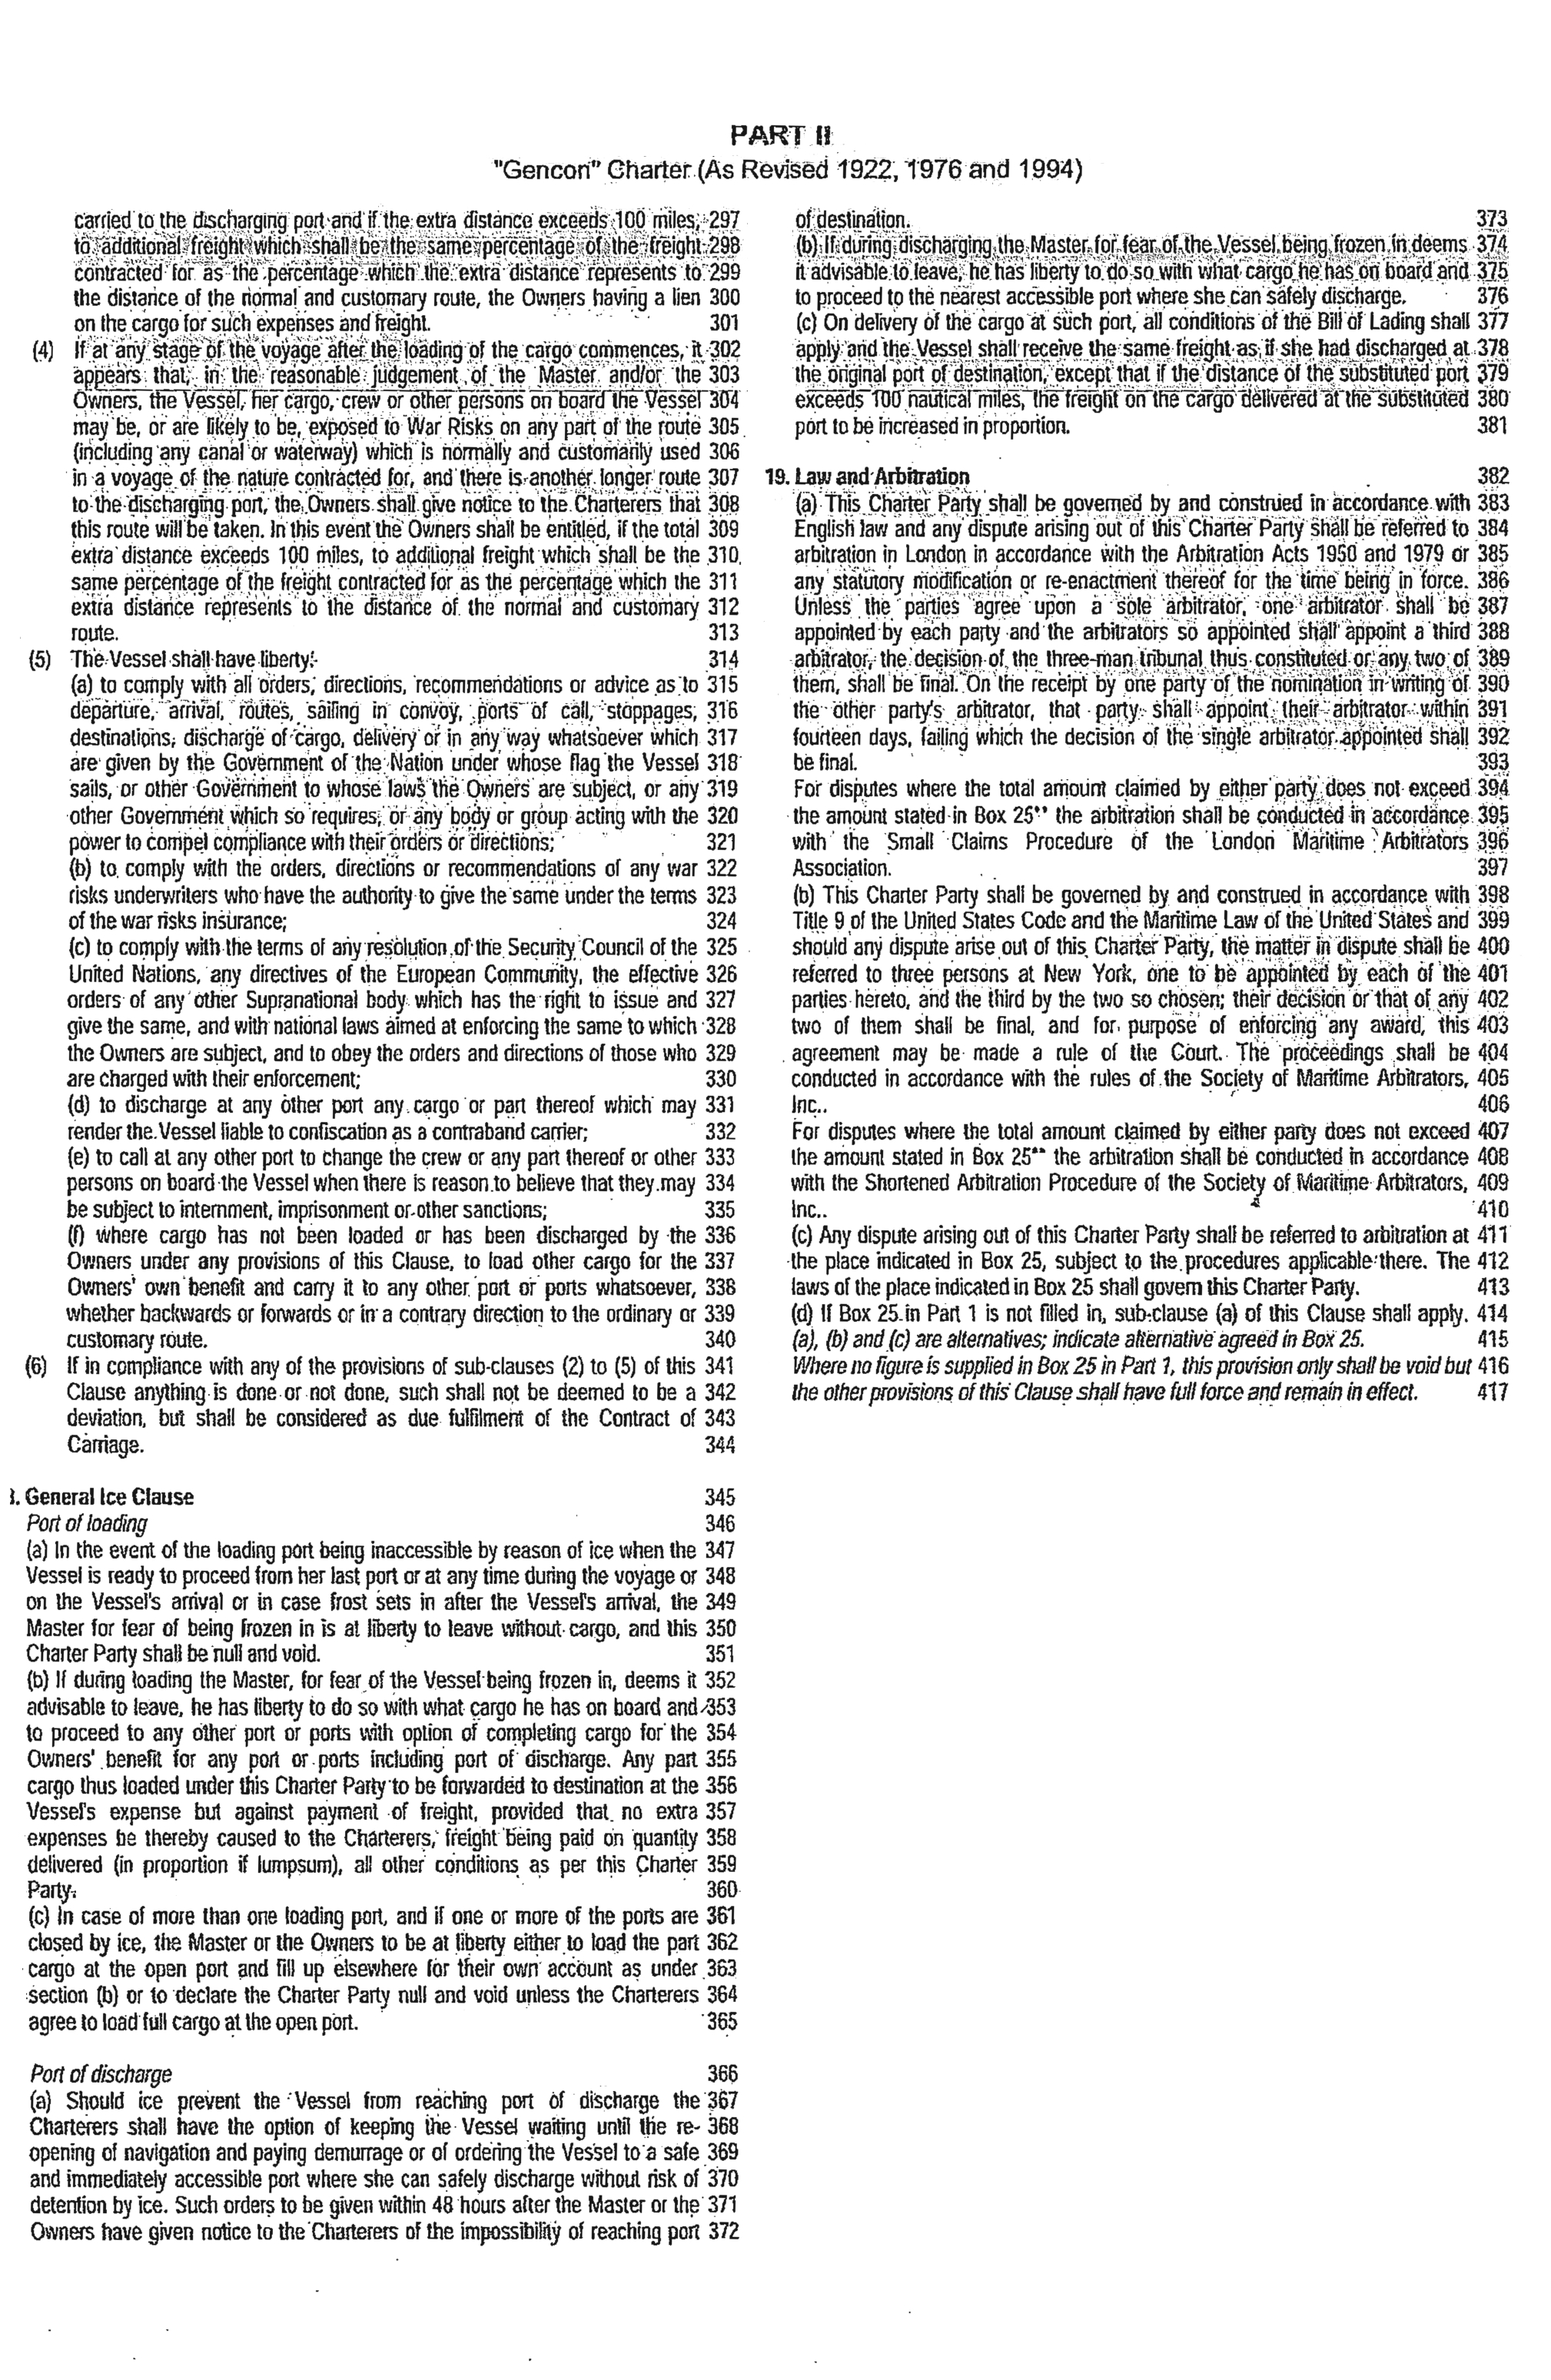 PART II
"Gencon" Charter (As Revised 1922, 1976 and 1994)
carried to the discharging port and if the extra distance exceeds 100 miles, 297
to additional freight which shall be the same percentage of the freight 298
contracted for as the percentage which the extra distance represents to 299
the distance of the normal and customary route, the Owners having a lien 300
on the cargo for such expenses and freight. 301
(4) If at any stage of the voyage after the loading of the cargo commences, it 302
appears that, in the reasonable judgement of the Master and/or the 303
Owners, the Vessel, her cargo, crew or other persons on board the Vessel 304
may be, or are likely to be, exposed to War Risks on any part of the route 305
(including any canal or waterway) which is normally and customarily used 306
in a voyage of the nature contracted for, and there is another longer route 307
to the discharging port, the Owners shall give notice to the Charterers that 308
this route will be taken. In this event the Owners shall be entitled, if the total 309
extra distance exceeds 100 miles, to additional freight which shall be the 310
same percentage of the freight contracted for as the percentage which the 311
extra distance represents to the distance of the normal and customary 312
route. 313
(5) The Vessel shall have liberty:- 314
(a) to comply with all orders, directions, recommendations or advice as to 315
departure, arrival, routes, sailing in convoy, ports of call, stoppages, 316
destinations, discharge of cargo, delivery or in any way whatsoever which 317
are given by the Government of the Nation under whose flag the Vessel 318
sails, or other Government to whose laws the Owners are subject, or any 319
other Government which so requires, or any body or group acting with the 320
power to compel compliance with their orders or directions; 321
(b) to comply with the orders, directions or recommendations of any war 322
risks underwriters who have the authority to give the same under the terms 323
of the war risks insurance; 324
(c) to comply with the terms of any resolution of the Security Council of the 325
United Nations, any directives of the European Community, the effective 326
orders of any other Supranational body which has the right to issue and 327
give the same, and with national laws aimed at enforcing the same to which 328
the Owners are subject, and to obey the orders and directions of those who 329
are charged with their enforcement; 330
(d) to discharge at any other port any cargo or part thereof which may 331
render the Vessel liable to confiscation as a contraband carrier; 332
(e) to call at any other port to change the crew or any part thereof or other 333
persons on board the Vessel when there is reason to believe that they may 334
be subject to internment, imprisonment or other sanctions; 335
(f) where cargo has not been loaded or has been discharged by the 336
Owners under any provisions of this Clause, to load other cargo for the 337
Owners' own benefit and carry it to any other port or ports whatsoever, 338
whether backwards or forwards or in a contrary direction to the ordinary or 339
customary route. 340
(6) If in compliance with any of the provisions of sub-clauses (2) to (5) of this 341
Clause anything is done or not done, such shall not be deemed to be a 342
deviation, but shall be considered as due fulfilment of the Contract of 343
Carriage. 344
. General Ice Clause 345
Port of loading 346
(a) In the event of the loading port being inaccessible by reason of ice when the 347
Vessel is ready to proceed from her last port or at any time during the voyage or 348
on the Vessel's arrival or in case frost sets in after the Vessel's arrival, the 349
Master for fear of being frozen in is at liberty to leave without cargo, and this 350
Charter Party shall be null and void. 351
(b) If during loading the Master, for fear of the Vessel being frozen in, deems it 352
advisable to leave, he has liberty to do so with what cargo he has on board and 353
to proceed to any other port or ports with option of completing cargo for the 354
Owners' benefit for any port or ports including port of discharge. Any part 355
cargo thus loaded under this Charter Party to be forwarded to destination at the 356
Vessel's expense but against payment of freight, provided that no extra 357
expenses be thereby caused to the Charterers, freight being paid on quantity 358
delivered (in proportion if lumpsum), all other conditions as per this Charter 359
Party. 360
(c) In case of more than one loading port, and if one or more of the ports are 361
closed by ice, the Master or the Owners to be at liberty either to load the part 362
cargo at the open port and fill up elsewhere for their own account as under 363
section (b) or to declare the Charter Party null and void unless the Charterers 364
agree to load full cargo at the open port. 365
Port of discharge 366
(a) Should ice prevent the Vessel from reaching port of discharge the 367
Charterers shall have the option of keeping the Vessel waiting until the re- 368
opening of navigation and paying demurrage or of ordering the Vessel to a safe 369
and immediately accessible port where she can safely discharge without risk of 370
detention by ice. Such orders to be given within 48 hours after the Master or the 371
Owners have given notice to the Charterers of the impossibility of reaching port 372
of destination. 373
(b) If during discharging the Master for fear of the Vessel being frozen in deems 374
it advisable to leave, he has liberty to do so with what cargo he has on board and 375
to proceed to the nearest accessible port where she can safely discharge. 376
(c) On delivery of the cargo at such port, all conditions of the Bill of Lading shall 377
apply and the Vessel shall receive the same freight as if she had discharged at 378
the original port of destination, except that if the distance of the substituted port 379
exceeds 100 nautical miles, the freight on the cargo delivered at the substituted 380
port to be increased in proportion. 381
19. Law and Arbitration 382
(a) This Charter Party shall be governed by and construed in accordance with 383
English law and any dispute arising out of this Charter Party shall be referred to 384
arbitration in London in accordance with the Arbitration Acts 1950 and 1979 or 385
any statutory modification or re-enactment thereof for the time being in force. 386
Unless the parties agree upon a sole arbitrator, one arbitrator shall be 387
appointed by each party and the arbitrators so appointed shall appoint a third 388
arbitrator, the decision of the three-man tribunal thus constituted or any two of 389
them, shall be final. On the receipt by one party of the nomination in writing of 390
the other party's arbitrator, that party shall appoint their arbitrator within 391
fourteen days, failing which the decision of the single arbitrator appointed shall 392
be final. 393
For disputes where the total amount claimed by either party does not exceed 394
the amount stated in Box 25** the arbitration shall be conducted in accordance 395
with the Small Claims Procedure of the London Maritime Arbitrators 396
Association. 397
(b) This Charter Party shall be governed by and construed in accordance with 398
Title 9 of the United States Code and the Maritime Law of the United States and 399
should any dispute arise out of this Charter Party, the matter in dispute shall be 400
referred to three persons at New York, one to be appointed by each of the 401
parties hereto, and the third by the two so chosen; their decision or that of any 402
two of them shall be final, and for purpose of enforcing any award, this 403
agreement may be made a rule of the Court. The proceedings shall be 404
conducted in accordance with the rules of the Society of Maritime Arbitrators, 405
Inc.. 406
For disputes where the total amount claimed by either party does not exceed 407
the amount stated in Box 25** the arbitration shall be conducted in accordance 408
with the Shortened Arbitration Procedure of the Society of Maritime Arbitrators, 409
Inc.. 410
(c) Any dispute arising out of this Charter Party shall be referred to arbitration at 411
the place indicated in Box 25, subject to the procedures applicable there. The 412
laws of the place indicated in Box 25 shall govern this Charter Party. 413
(d) If Box 25 in Part 1 is not filled in, sub-clause (a) of this Clause shall apply. 414
(a), (b) and (c) are alternatives; indicate alternative agreed in Box 25. 415
Where no figure is supplied in Box 25 in Part 1, this provision only shall be void but 416
the other provisions of this Clause shall have full force and remain in effect. 417